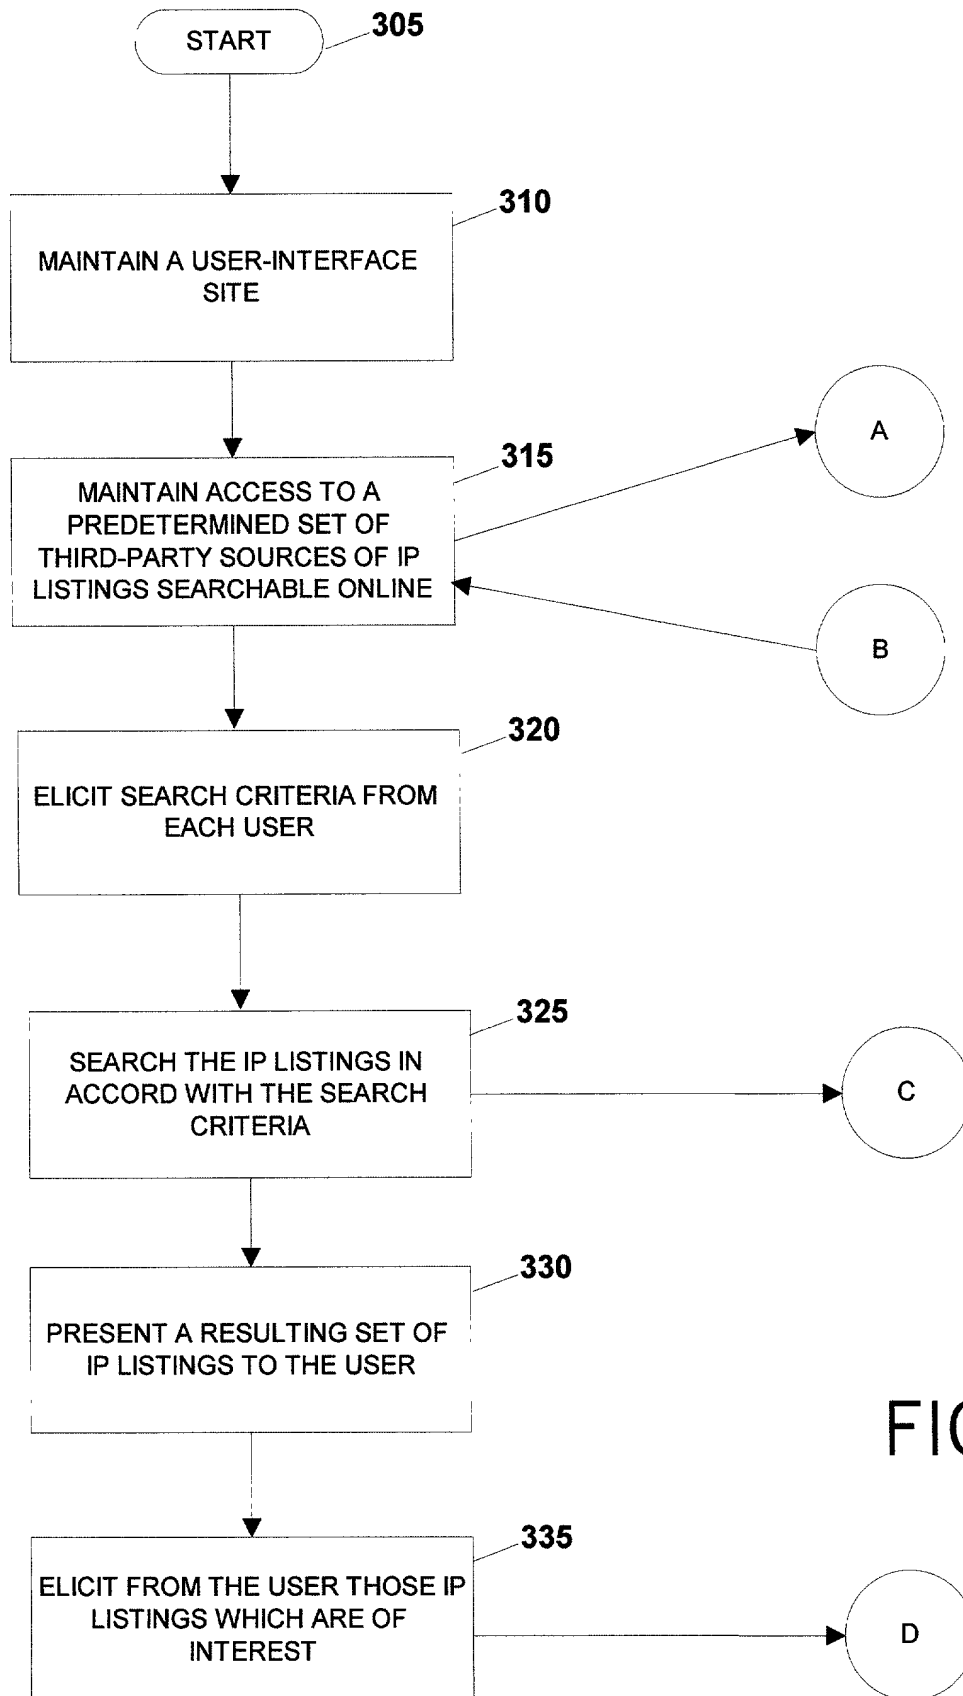 START
305
310
MAINTAIN A USER-INTERFACE
SITE
A
315
MAINTAIN ACCESS TO A
PREDETERMINED SET OF
THIRD-PARTY SOURCES OF IP
LISTINGS SEARCHABLE ONLINE
B
320
ELICIT SEARCH CRITERIA FROM
EACH USER
325
SEARCH THE IP LISTINGS IN
ACCORD WITH THE SEARCH
CRITERIA
C
330
PRESENT A RESULTING SET OF
IP LISTINGS TO THE USER
335
ELICIT FROM THE USER THOSE IP
LISTINGS WHICH ARE OF
INTEREST
D